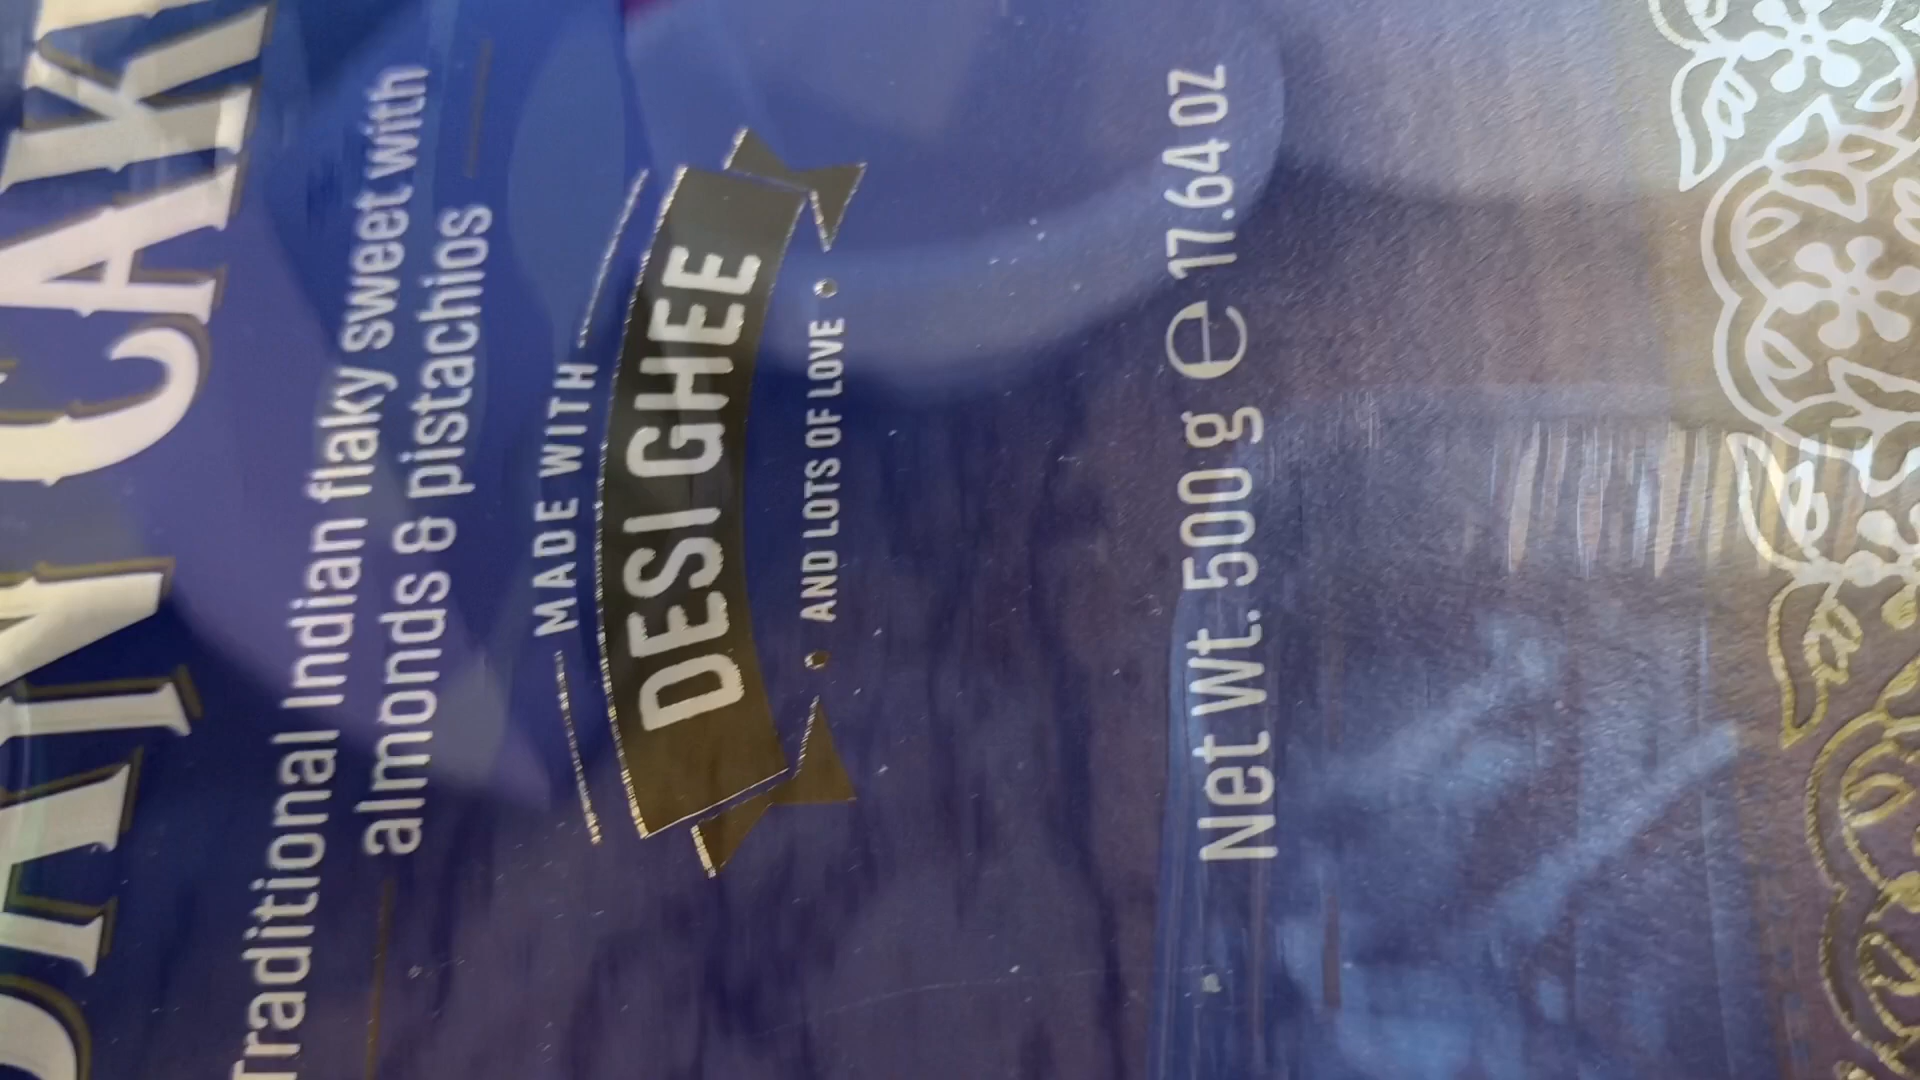 Traditional Indian flaky sweet with
almonds & pistachios
MADE WITH
DESI GHEE
AND LOTS OF LOVE
Net Wt. 500 g ℮ 17.64 oz